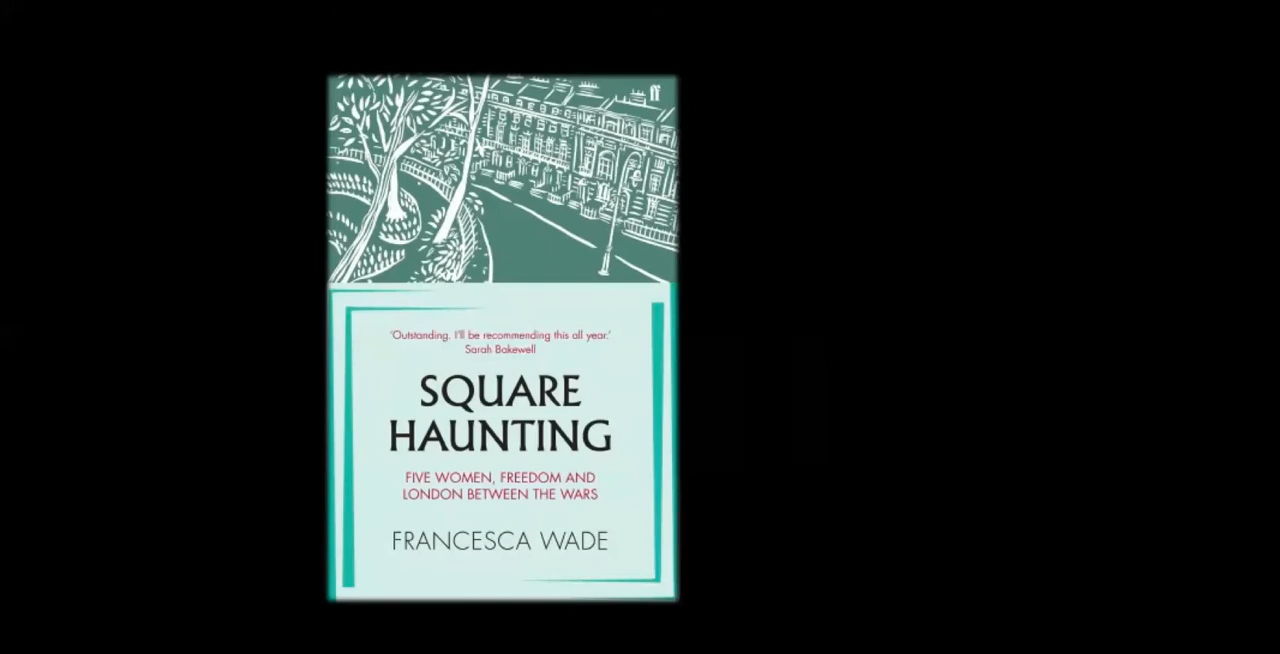 ff
‘Outstanding. I’ll be recommending this all year.’
Sarah Bakewell
SQUARE
HAUNTING
FIVE WOMEN, FREEDOM AND
LONDON BETWEEN THE WARS
FRANCESCA WADE